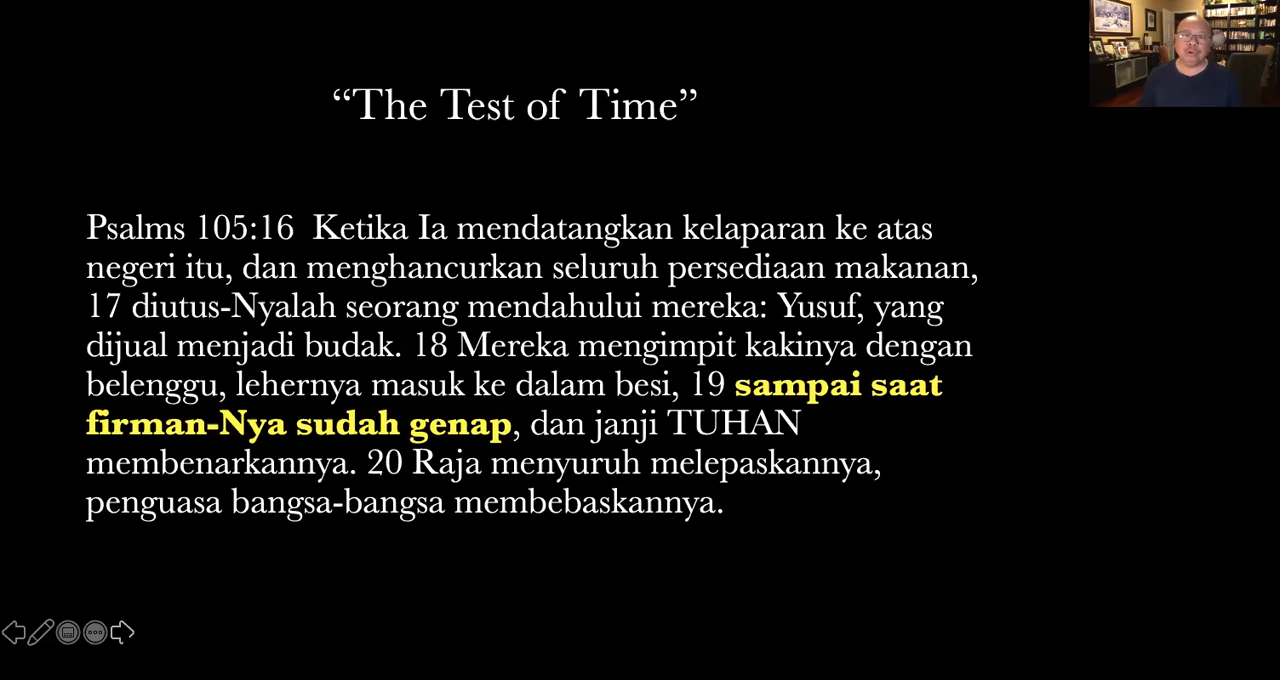 “The Test of Time”
Psalms 105:16  Ketika Ia mendatangkan kelaparan ke atas
negeri itu, dan menghancurkan seluruh persediaan makanan,
17 diutus-Nyalah seorang mendahului mereka: Yusuf, yang
dijual menjadi budak. 18 Mereka mengimpit kakinya dengan
belenggu, lehernya masuk ke dalam besi, 19 sampai saat
firman-Nya sudah genap, dan janji TUHAN
membenarkannya. 20 Raja menyuruh melepaskannya,
penguasa bangsa-bangsa membebaskannya.